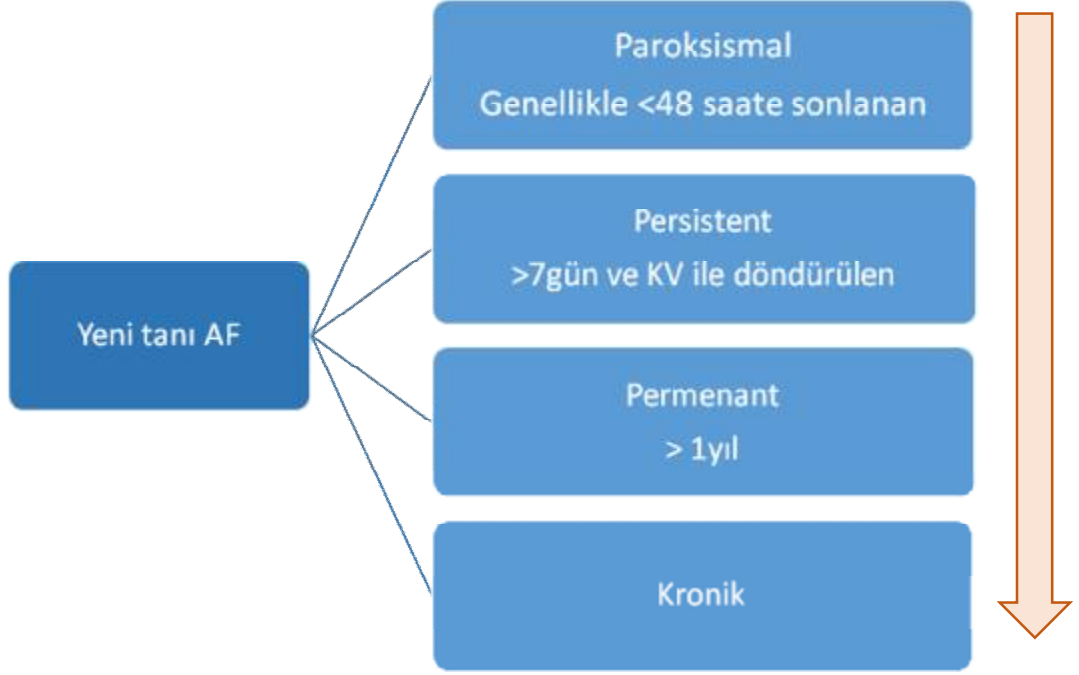 Yeni tanı AF
Paroksismal
Genellikle <48 saate sonlanan
Persistent
>7gün ve KV ile döndürülen
Permenant
> 1yıl
Kronik